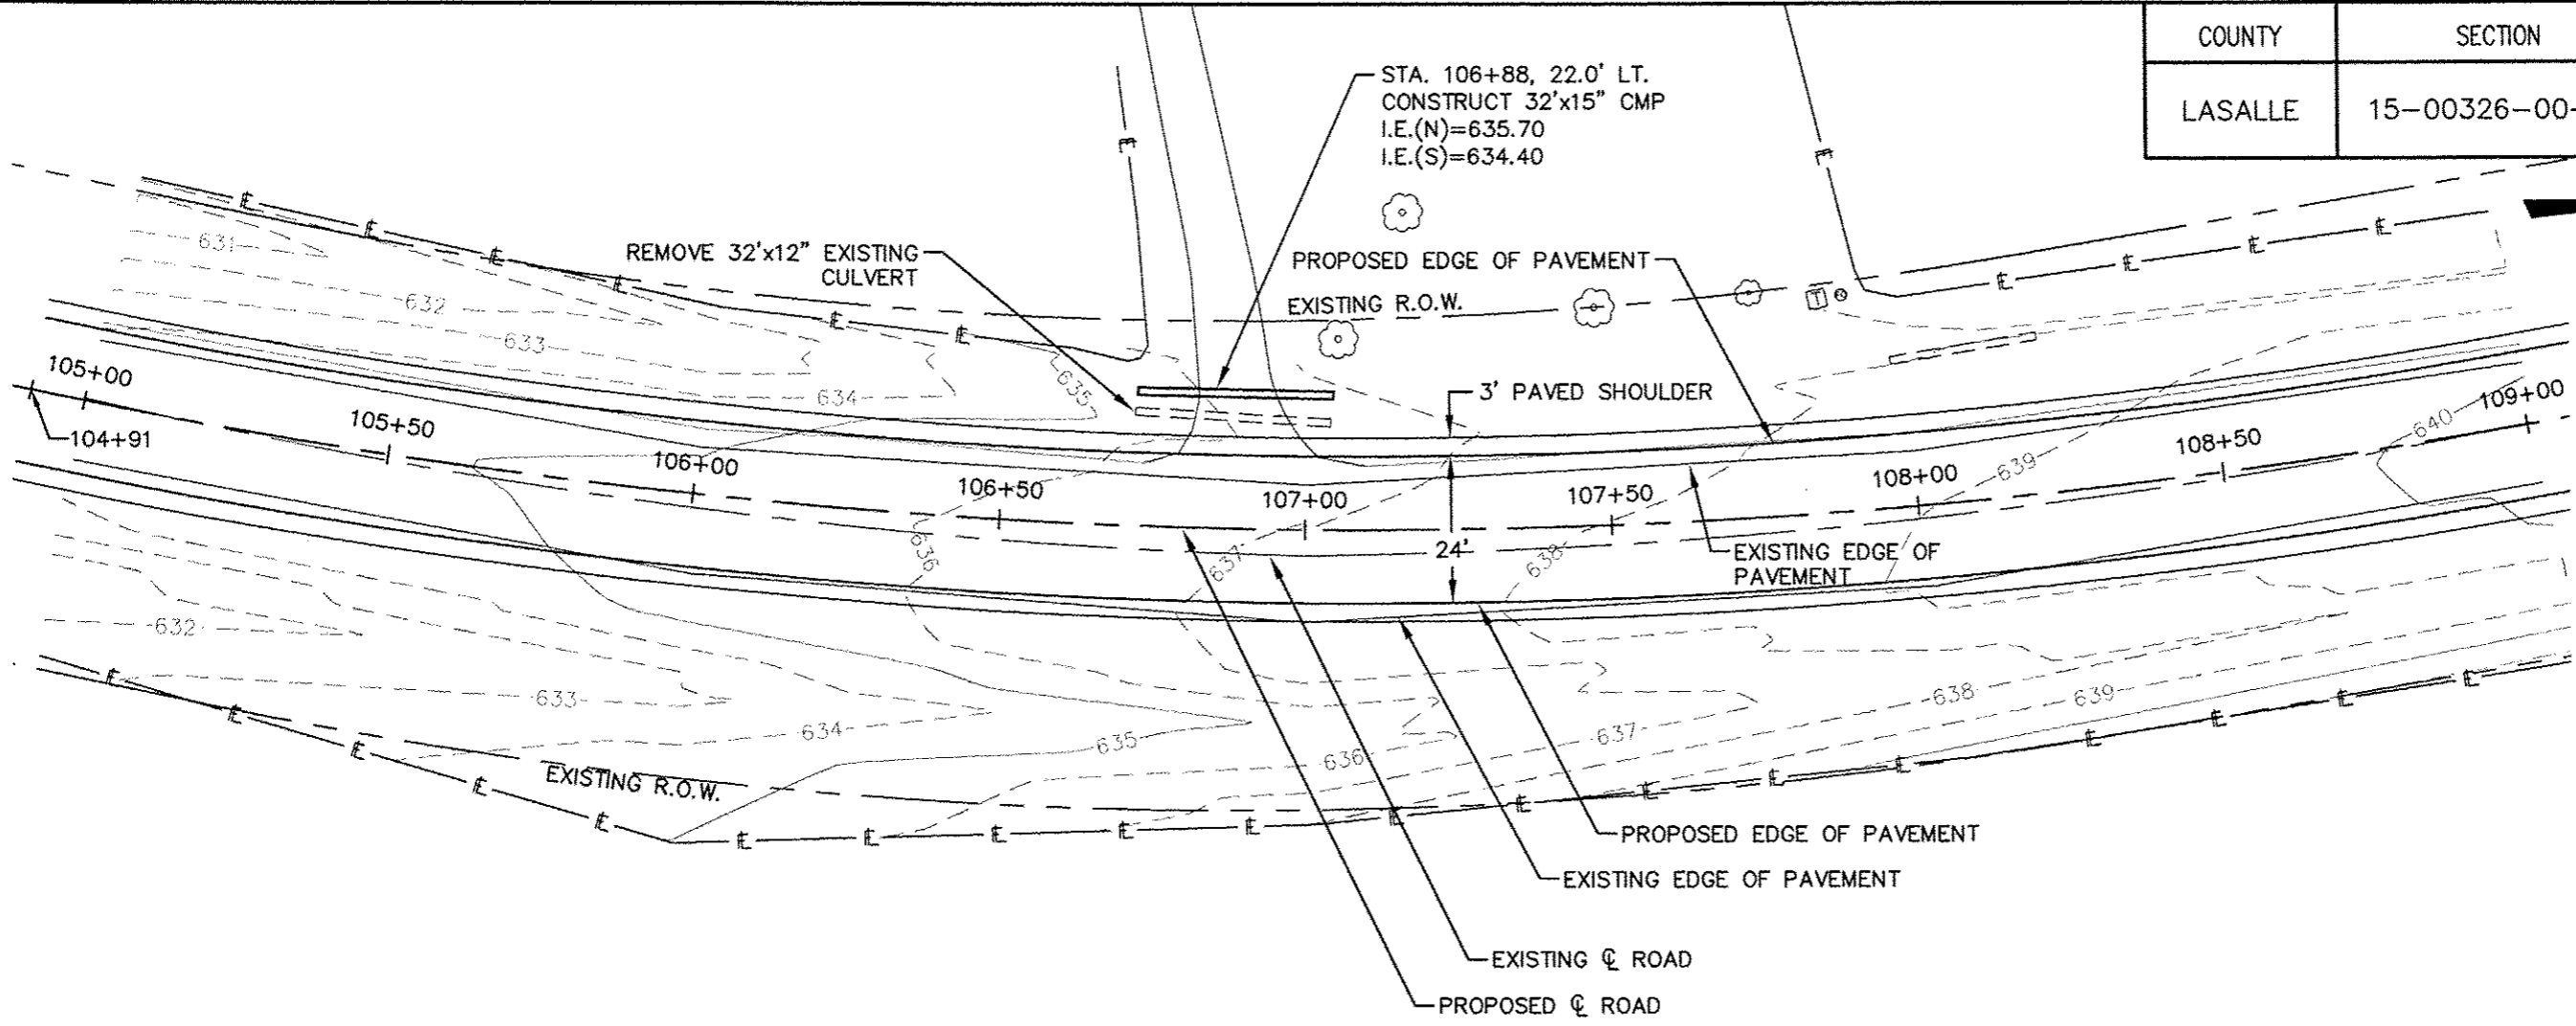 COUNTY
SECTION
LASALLE
15-00326-00-
STA. 106+88, 22.0' LT.
CONSTRUCT 32'x15" CMP
I.E.(N)=635.70
I.E.(S)=634.40
REMOVE 32'x12" EXISTING
CULVERT
PROPOSED EDGE OF PAVEMENT
EXISTING R.O.W.
T
3' PAVED SHOULDER
631
632
633
634
635
105+00
104+91
105+50
106+00
106+50
107+00
107+50
108+00
108+50
109+00
636
637
638
639
640
24'
EXISTING EDGE OF
PAVEMENT
632
633
634
635
636
637
638
639
EXISTING R.O.W.
PROPOSED EDGE OF PAVEMENT
EXISTING EDGE OF PAVEMENT
EXISTING ℄ ROAD
PROPOSED ℄ ROAD